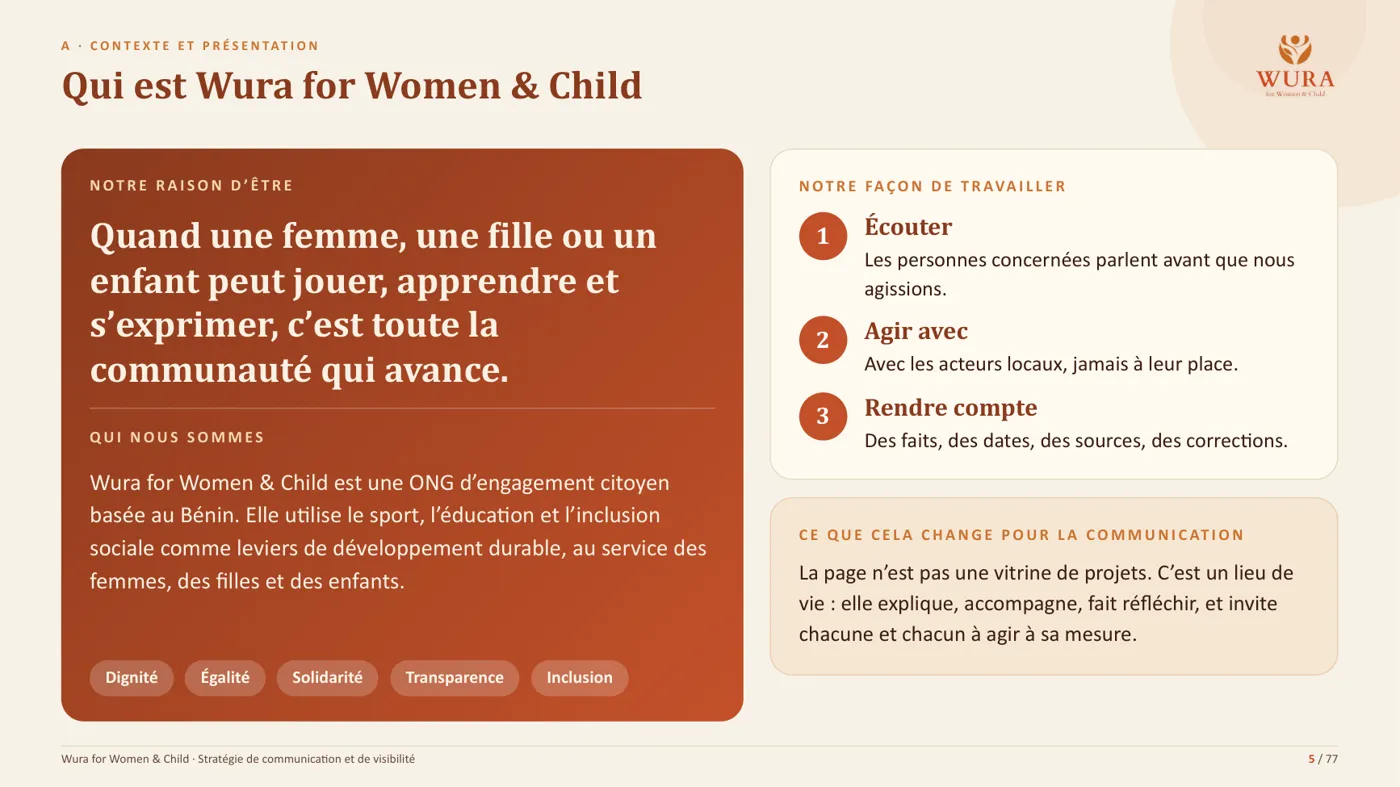 A · CONTEXTE ET PRÉSENTATION
Qui est Wura for Women & Child
WURA
for Women & Child
NOTRE RAISON D’ÊTRE
Quand une femme, une fille ou un
enfant peut jouer, apprendre et
s’exprimer, c’est toute la
communauté qui avance.
QUI NOUS SOMMES
Wura for Women & Child est une ONG d’engagement citoyen
basée au Bénin. Elle utilise le sport, l’éducation et l’inclusion
sociale comme leviers de développement durable, au service des
femmes, des filles et des enfants.
Dignité
Égalité
Solidarité
Transparence
Inclusion
NOTRE FAÇON DE TRAVAILLER
1
Écouter
Les personnes concernées parlent avant que nous
agissions.
2
Agir avec
Avec les acteurs locaux, jamais à leur place.
3
Rendre compte
Des faits, des dates, des sources, des corrections.
CE QUE CELA CHANGE POUR LA COMMUNICATION
La page n’est pas une vitrine de projets. C’est un lieu de
vie : elle explique, accompagne, fait réfléchir, et invite
chacune et chacun à agir à sa mesure.
Wura for Women & Child · Stratégie de communication et de visibilité
5 / 77